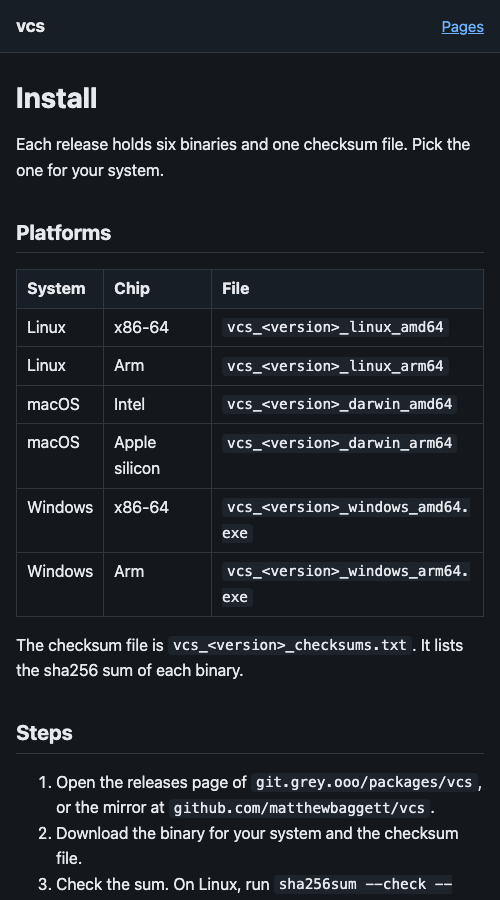 vcs
Pages
Install
Each release holds six binaries and one checksum file. Pick the
one for your system.
Platforms
System Chip File
Linux x86-64 vcs_<version>_linux_amd64
Linux Arm vcs_<version>_linux_arm64
macOS Intel vcs_<version>_darwin_amd64
macOS Apple vcs_<version>_darwin_arm64
silicon
Windows x86-64 vcs_<version>_windows_amd64.
exe
Windows Arm vcs_<version>_windows_arm64.
exe
The checksum file is vcs_<version>_checksums.txt. It lists
the sha256 sum of each binary.
Steps
1. Open the releases page of git.grey.ooo/packages/vcs,
or the mirror at github.com/matthewbaggett/vcs.
2. Download the binary for your system and the checksum
file.
3. Check the sum. On Linux, run sha256sum --check --